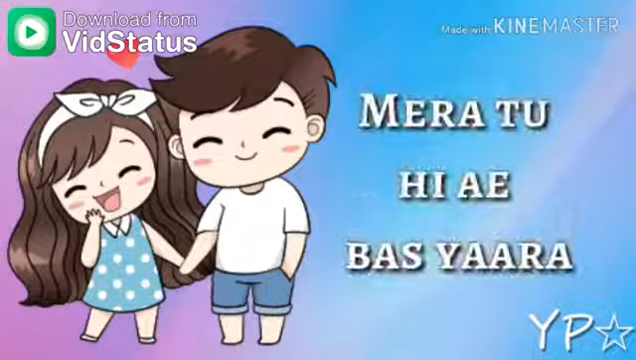 Download from
VidStatus
Made with KINEMASTER
MERA TU
HI AE
BAS YAARA
YP☆